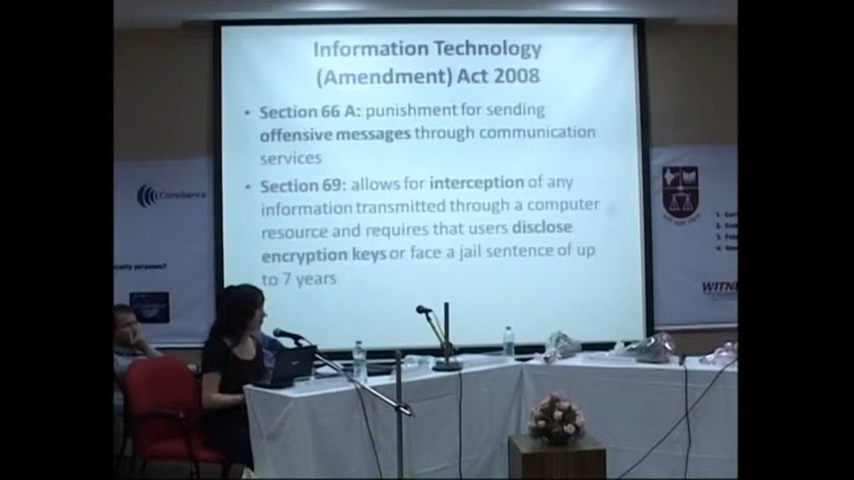 Information Technology
(Amendment) Act 2008
• Section 66 A: punishment for sending
offensive messages through communication
services
• Section 69: allows for interception of any
information transmitted through a computer
resource and requires that users disclose
encryption keys or face a jail sentence of up
to 7 years
Consilience
purposes?
WITN